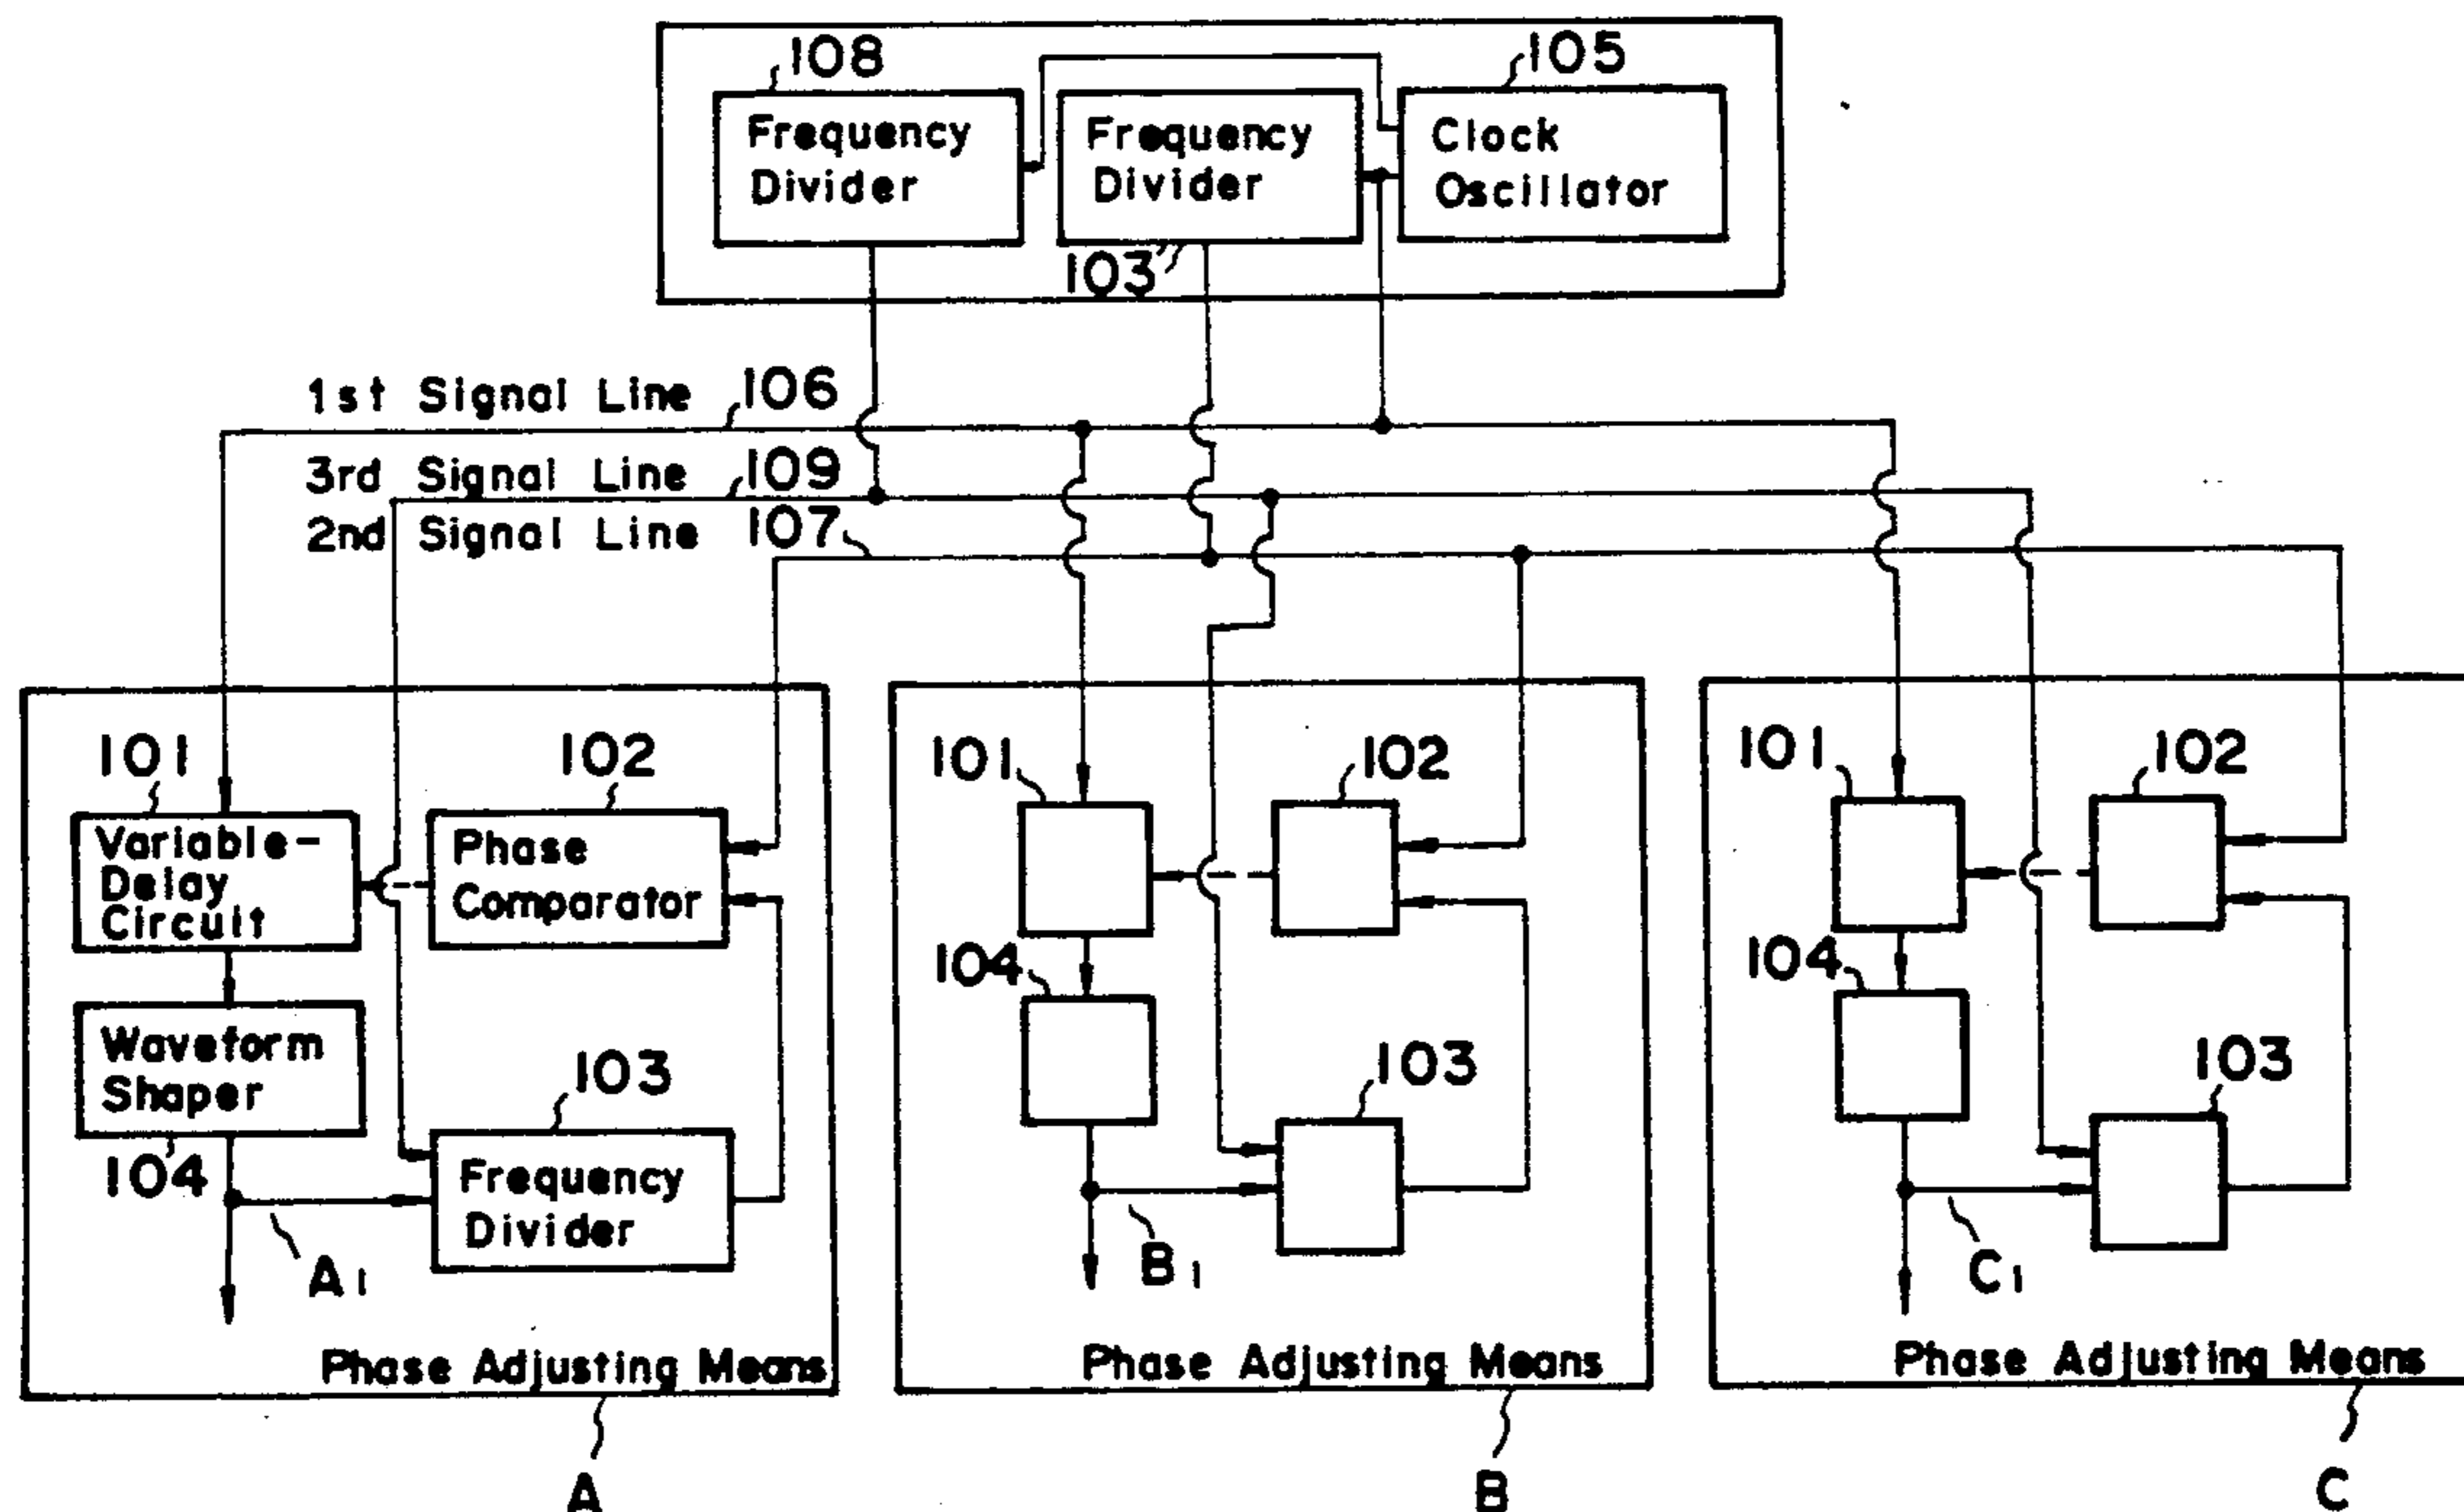 108
105
Frequency
Divider
Frequency
Divider
Clock
Oscillator
103'
1st Signal Line 106
3rd Signal Line 109
2nd Signal Line 107
101
102
Variable-
Delay
Circuit
Phase
Comparator
Waveform
Shaper
104
103
Frequency
Divider
A1
Phase Adjusting Means
A
101
102
104
103
B1
Phase Adjusting Means
B
101
102
104
103
C1
Phase Adjusting Means
C